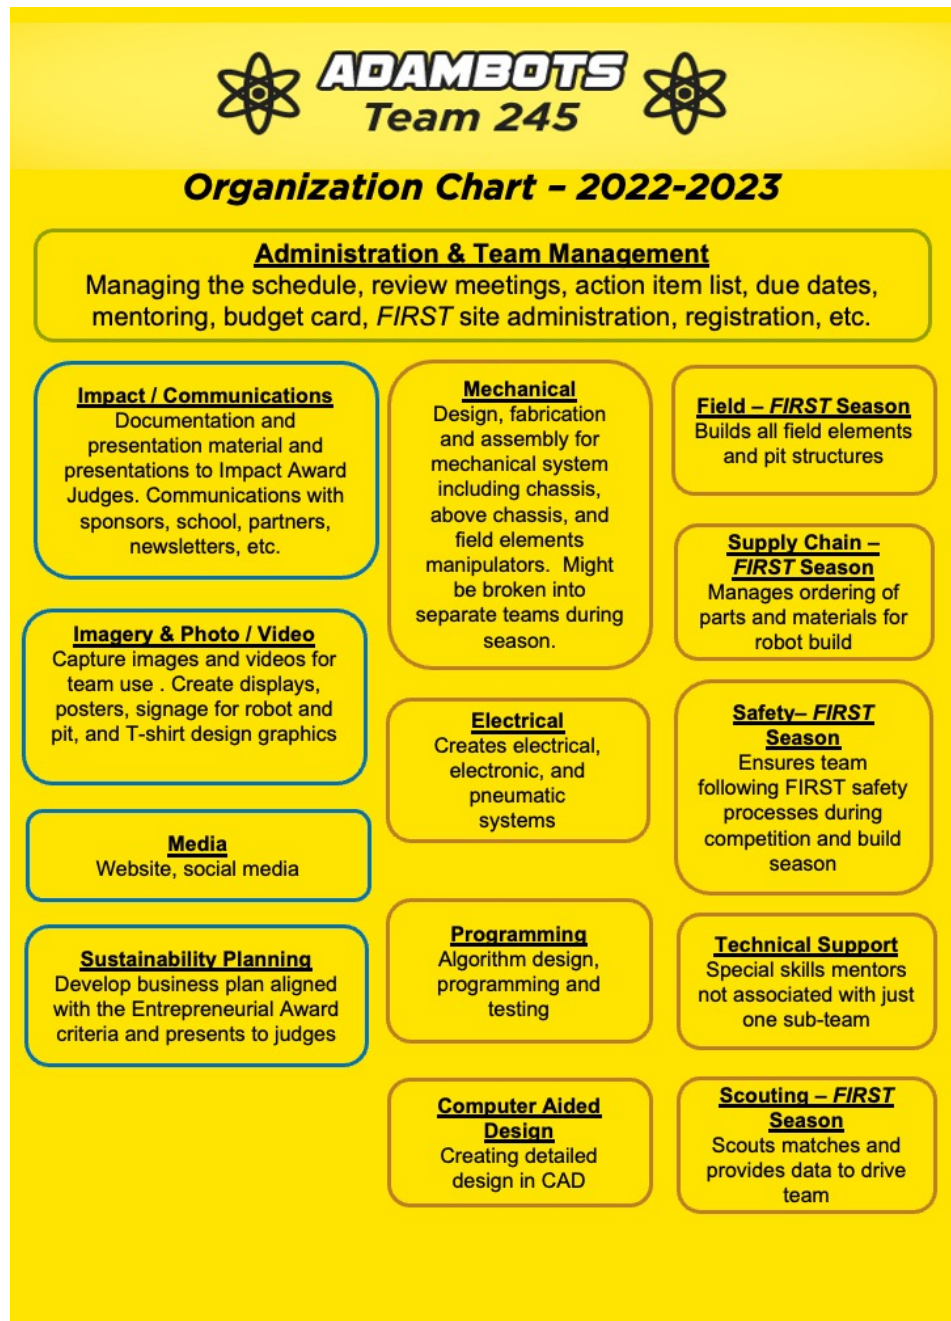 ADAMBOTS
Team 245
Organization Chart – 2022-2023
Administration & Team Management
Managing the schedule, review meetings, action item list, due dates,
mentoring, budget card, FIRST site administration, registration, etc.
Impact / Communications
Documentation and
presentation material and
presentations to Impact Award
Judges. Communications with
sponsors, school, partners,
newsletters, etc.
Imagery & Photo / Video
Capture images and videos for
team use . Create displays,
posters, signage for robot and
pit, and T-shirt design graphics
Media
Website, social media
Sustainability Planning
Develop business plan aligned
with the Entrepreneurial Award
criteria and presents to judges
Mechanical
Design, fabrication
and assembly for
mechanical system
including chassis,
above chassis, and
field elements
manipulators. Might
be broken into
separate teams during
season.
Electrical
Creates electrical,
electronic, and
pneumatic
systems
Programming
Algorithm design,
programming and
testing
Computer Aided
Design
Creating detailed
design in CAD
Field – FIRST Season
Builds all field elements
and pit structures
Supply Chain –
FIRST Season
Manages ordering of
parts and materials for
robot build
Safety– FIRST
Season
Ensures team
following FIRST safety
processes during
competition and build
season
Technical Support
Special skills mentors
not associated with just
one sub-team
Scouting – FIRST
Season
Scouts matches and
provides data to drive
team